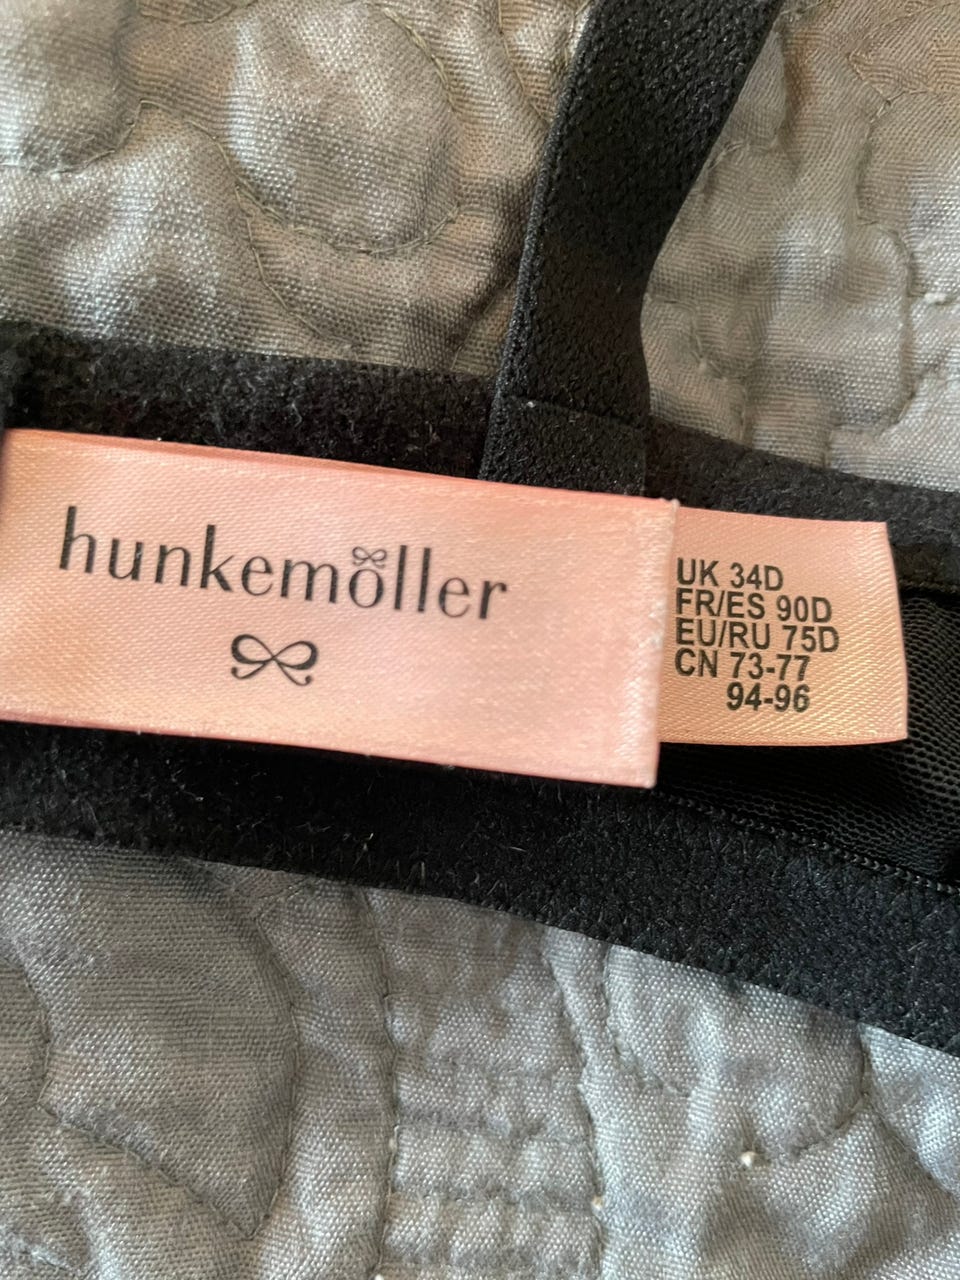 hunkemöller
UK 34D
FR/ES 90D
EU/RU 75D
CN 73-77
94-96